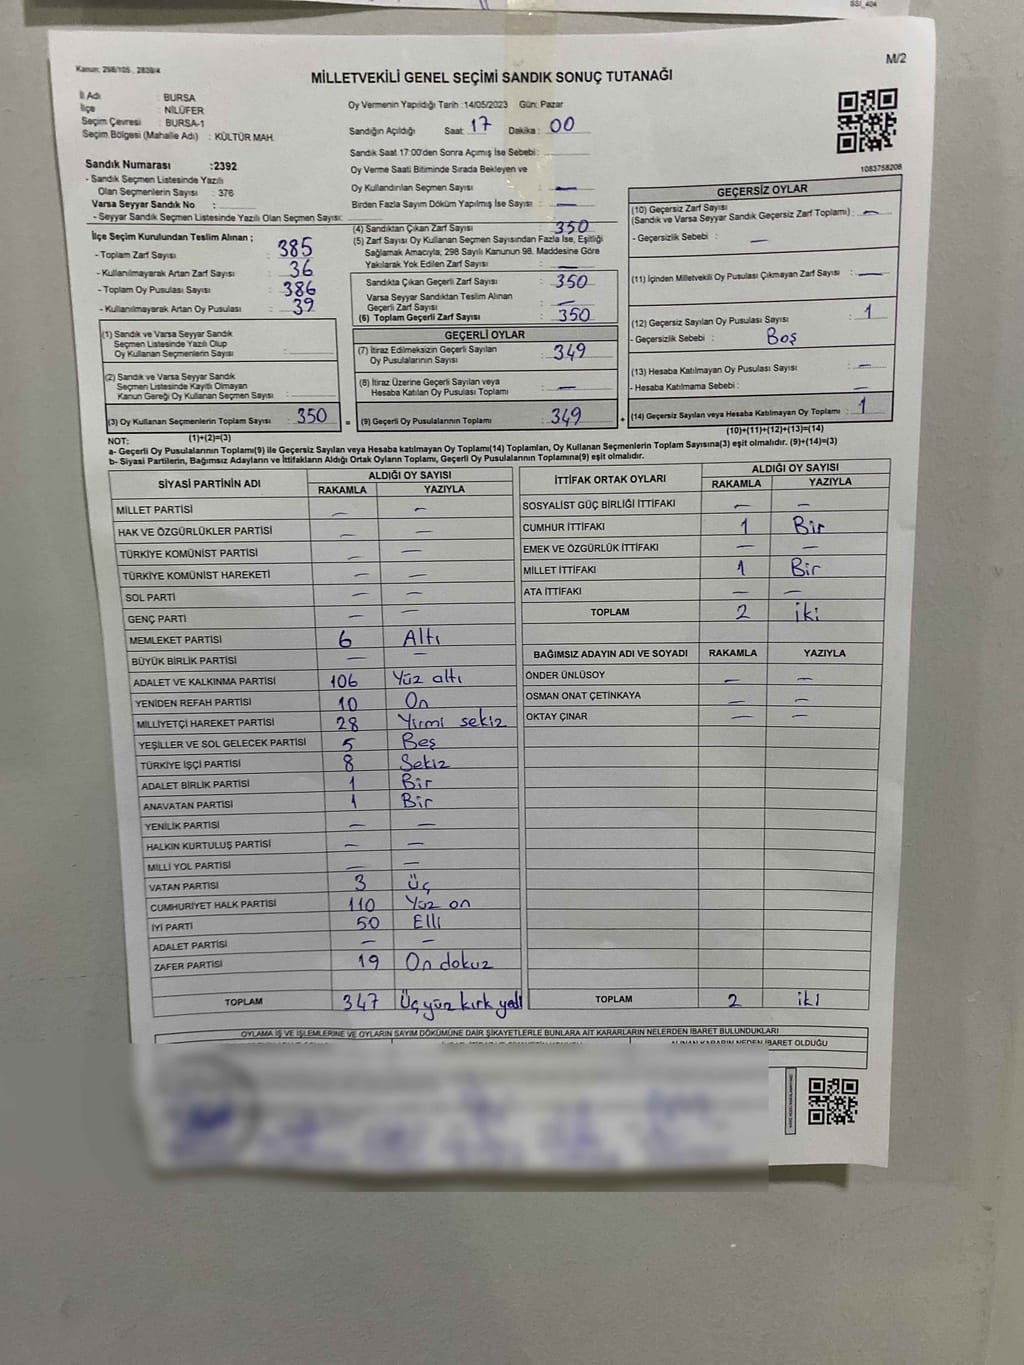 SSI_404
Kanun: 298/105 , 2839/4
M/2
MİLLETVEKİLİ GENEL SEÇİMİ SANDIK SONUÇ TUTANAĞI
İl Adı : BURSA
İlçe : NİLÜFER
Seçim Çevresi : BURSA-1
Seçim Bölgesi (Mahalle Adı) : KÜLTÜR MAH.
Sandık Numarası :2392
- Sandık Seçmen Listesinde Yazılı
Olan Seçmenlerin Sayısı : 376
Varsa Seyyar Sandık No :
- Seyyar Sandık Seçmen Listesinde Yazılı Olan Seçmen Sayısı:
İlçe Seçim Kurulundan Teslim Alınan ;
- Toplam Zarf Sayısı : 385
- Kullanılmayarak Artan Zarf Sayısı : 36
- Toplam Oy Pusulası Sayısı : 386
- Kullanılmayarak Artan Oy Pusulası : 39
(1) Sandık ve Varsa Seyyar Sandık
Seçmen Listesinde Yazılı Olup
Oy Kullanan Seçmenlerin Sayısı :
(2) Sandık ve Varsa Seyyar Sandık
Seçmen Listesinde Kayıtlı Olmayan
Kanun Gereği Oy Kullanan Seçmen Sayısı :
(3) Oy Kullanan Seçmenlerin Toplam Sayısı : 350 =
(1)+(2)=(3)
Oy Vermenin Yapıldığı Tarih :14/05/2023 Gün: Pazar
Sandığın Açıldığı Saat: 17 Dakika : 00
Sandık Saat 17:00'den Sonra Açımış İse Sebebi:
Oy Verme Saati Bitiminde Sırada Bekleyen ve
Oy Kullandırılan Seçmen Sayısı : —
Birden Fazla Sayım Döküm Yapılmış İse Sayısı : —
(4) Sandıktan Çıkan Zarf Sayısı : 350
(5) Zarf Sayısı Oy Kullanan Seçmen Sayısından Fazla İse, Eşitliği
Sağlamak Amacıyla; 298 Sayılı Kanunun 98. Maddesine Göre
Yakılarak Yok Edilen Zarf Sayısı : —
Sandıkta Çıkan Geçerli Zarf Sayısı : 350
Varsa Seyyar Sandıktan Teslim Alınan
Geçerli Zarf Sayısı : —
(6) Toplam Geçerli Zarf Sayısı : 350
GEÇERLİ OYLAR
(7) İtiraz Edilmeksizin Geçerli Sayılan
Oy Pusulalarının Sayısı : 349
(8) İtiraz Üzerine Geçerli Sayılan veya
Hesaba Katılan Oy Pusulası Toplamı : —
(9) Geçerli Oy Pusulalarının Toplamı : 349 +
1083758208
GEÇERSİZ OYLAR
(10) Geçersiz Zarf Sayısı
(Sandık ve Varsa Seyyar Sandık Geçersiz Zarf Toplamı) : —
- Geçersizlik Sebebi : —
(11) İçinden Milletvekili Oy Pusulası Çıkmayan Zarf Sayısı : —
(12) Geçersiz Sayılan Oy Pusulası Sayısı : 1
- Geçersizlik Sebebi : Boş
(13) Hesaba Katılmayan Oy Pusulası Sayısı : —
- Hesaba Katılmama Sebebi : —
(14) Geçersiz Sayılan veya Hesaba Katılmayan Oy Toplamı : 1
(10)+(11)+(12)+(13)=(14)
NOT:
a- Geçerli Oy Pusulalarının Toplamı(9) ile Geçersiz Sayılan veya Hesaba katılmayan Oy Toplamı(14) Toplamları, Oy Kullanan Seçmenlerin Toplam Sayısına(3) eşit olmalıdır. (9)+(14)=(3)
b- Siyasi Partilerin, Bağımsız Adayların ve İttifakların Aldığı Ortak Oyların Toplamı, Geçerli Oy Pusulalarının Toplamına(9) eşit olmalıdır.
SİYASİ PARTİNİN ADI ALDIĞI OY SAYISI
RAKAMLA YAZIYLA
MİLLET PARTİSİ — —
HAK VE ÖZGÜRLÜKLER PARTİSİ — —
TÜRKİYE KOMÜNİST PARTİSİ — —
TÜRKİYE KOMÜNİST HAREKETİ — —
SOL PARTİ — —
GENÇ PARTİ — —
MEMLEKET PARTİSİ 6 Altı
BÜYÜK BİRLİK PARTİSİ — —
ADALET VE KALKINMA PARTİSİ 106 Yüz altı
YENİDEN REFAH PARTİSİ 10 On
MİLLİYETÇİ HAREKET PARTİSİ 28 Yirmi sekiz
YEŞİLLER VE SOL GELECEK PARTİSİ 5 Beş
TÜRKİYE İŞÇİ PARTİSİ 8 Sekiz
ADALET BİRLİK PARTİSİ 1 Bir
ANAVATAN PARTİSİ 1 Bir
YENİLİK PARTİSİ — —
HALKIN KURTULUŞ PARTİSİ — —
MİLLİ YOL PARTİSİ — —
VATAN PARTİSİ 3 Üç
CUMHURİYET HALK PARTİSİ 110 Yüz on
İYİ PARTİ 50 Elli
ADALET PARTİSİ — —
ZAFER PARTİSİ 19 On dokuz
TOPLAM 347 Üçyüz kırk yedi
İTTİFAK ORTAK OYLARI ALDIĞI OY SAYISI
RAKAMLA YAZIYLA
SOSYALİST GÜÇ BİRLİĞİ İTTİFAKI — —
CUMHUR İTTİFAKI 1 Bir
EMEK VE ÖZGÜRLÜK İTTİFAKI — —
MİLLET İTTİFAKI 1 Bir
ATA İTTİFAKI — —
TOPLAM 2 iki
BAĞIMSIZ ADAYIN ADI VE SOYADI RAKAMLA YAZIYLA
ÖNDER ÜNLÜSOY — —
OSMAN ONAT ÇETİNKAYA — —
OKTAY ÇINAR — —
TOPLAM 2 iki
OYLAMA İŞ VE İŞLEMLERİNE VE OYLARIN SAYIM DÖKÜMÜNE DAİR ŞİKAYETLERLE BUNLARA AİT KARARLARIN NELERDEN İBARET BULUNDUKLARI
ALINAN KARARIN NEDEN İBARET OLDUĞU